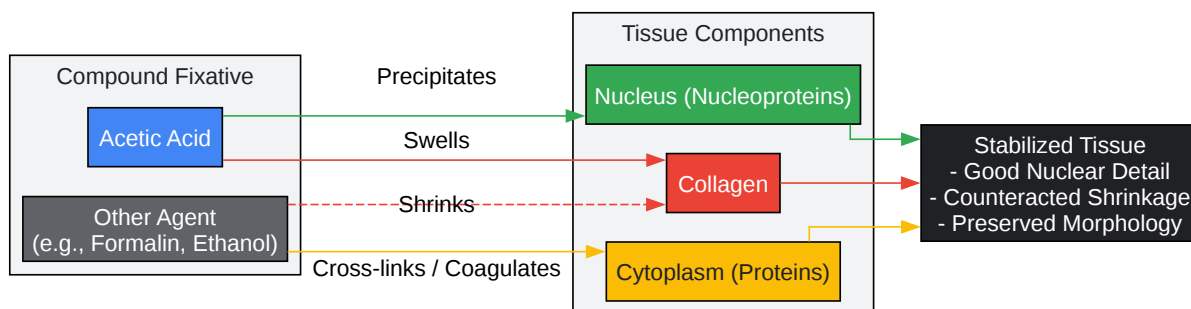 Compound Fixative
Acetic Acid
Other Agent
(e.g., Formalin, Ethanol)
Precipitates
Swells
Shrinks
Cross-links / Coagulates
Tissue Components
Nucleus (Nucleoproteins)
Collagen
Cytoplasm (Proteins)
Stabilized Tissue
- Good Nuclear Detail
- Counteracted Shrinkage
- Preserved Morphology